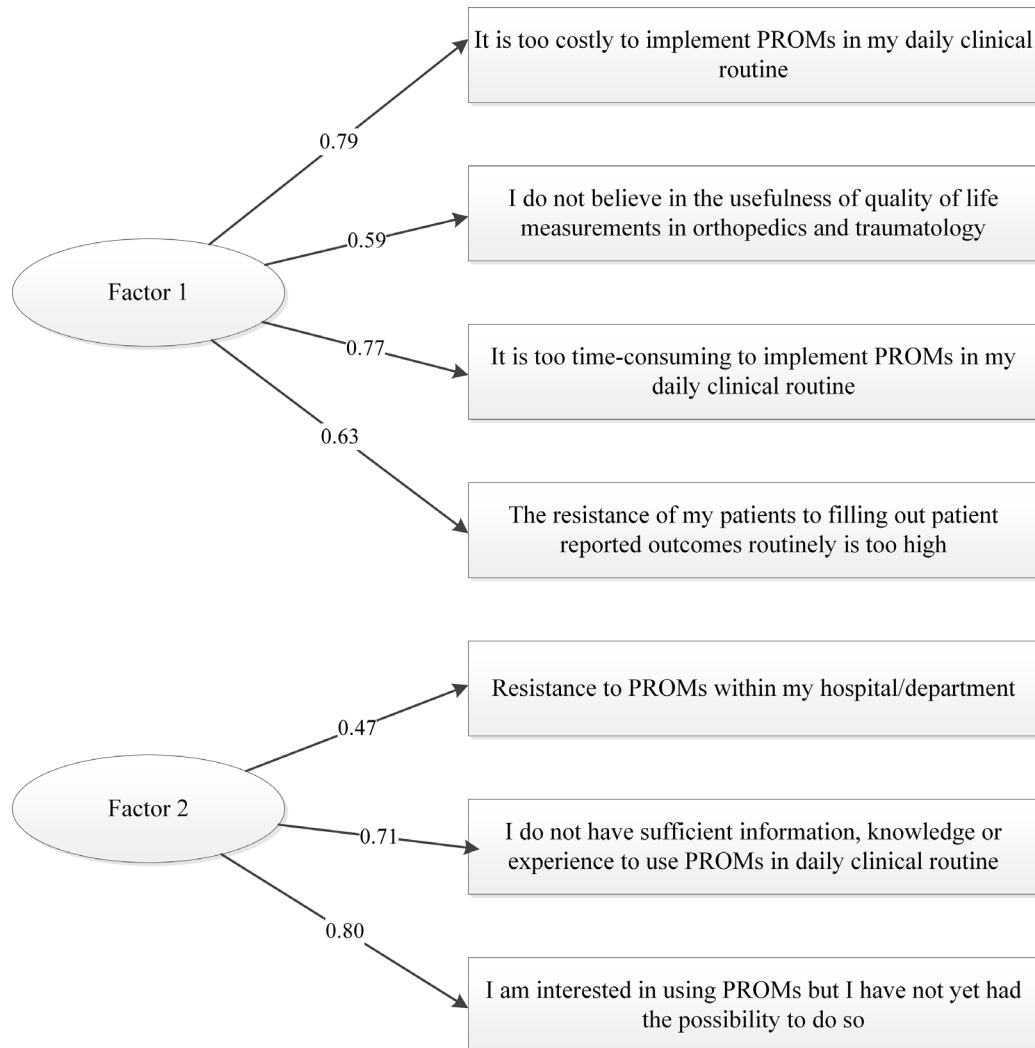 It is too costly to implement PROMs in my daily clinical
routine
0.79
I do not believe in the usefulness of quality of life
measurements in orthopedics and traumatology
0.59
Factor 1
0.77
It is too time-consuming to implement PROMs in my
daily clinical routine
0.63
The resistance of my patients to filling out patient
reported outcomes routinely is too high
Resistance to PROMs within my hospital/department
0.47
Factor 2
0.71
I do not have sufficient information, knowledge or
experience to use PROMs in daily clinical routine
0.80
I am interested in using PROMs but I have not yet had
the possibility to do so